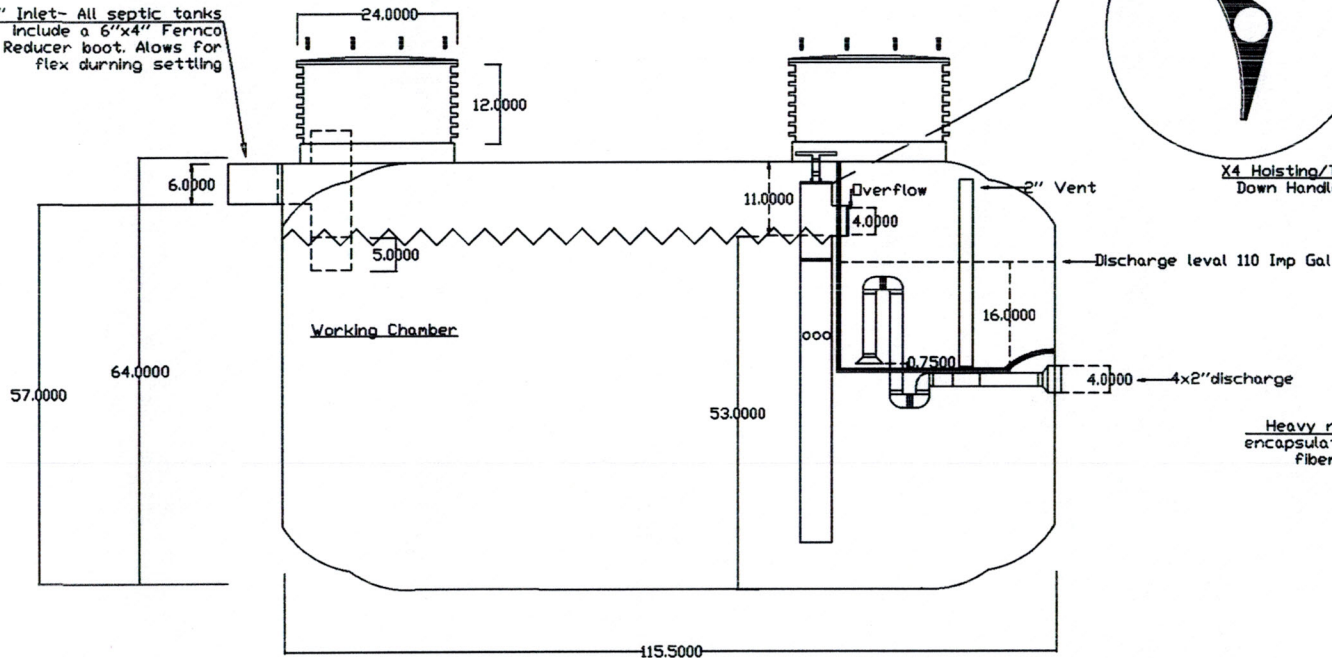 " Inlet- All septic tanks
include a 6"x4" Fernco
Reducer boot. Alows for
flex durning settling
24.0000
12.0000
6.0000
11.0000
Overflow
4.0000
2" Vent
X4 Hoisting/
Down Handl
5.0000
Discharge leval 110 Imp Gal
Working Chamber
16.0000
0.7500
57.0000
64.0000
53.0000
4.0000
4x2"discharge
Heavy
encapsula
fiber
115.5000